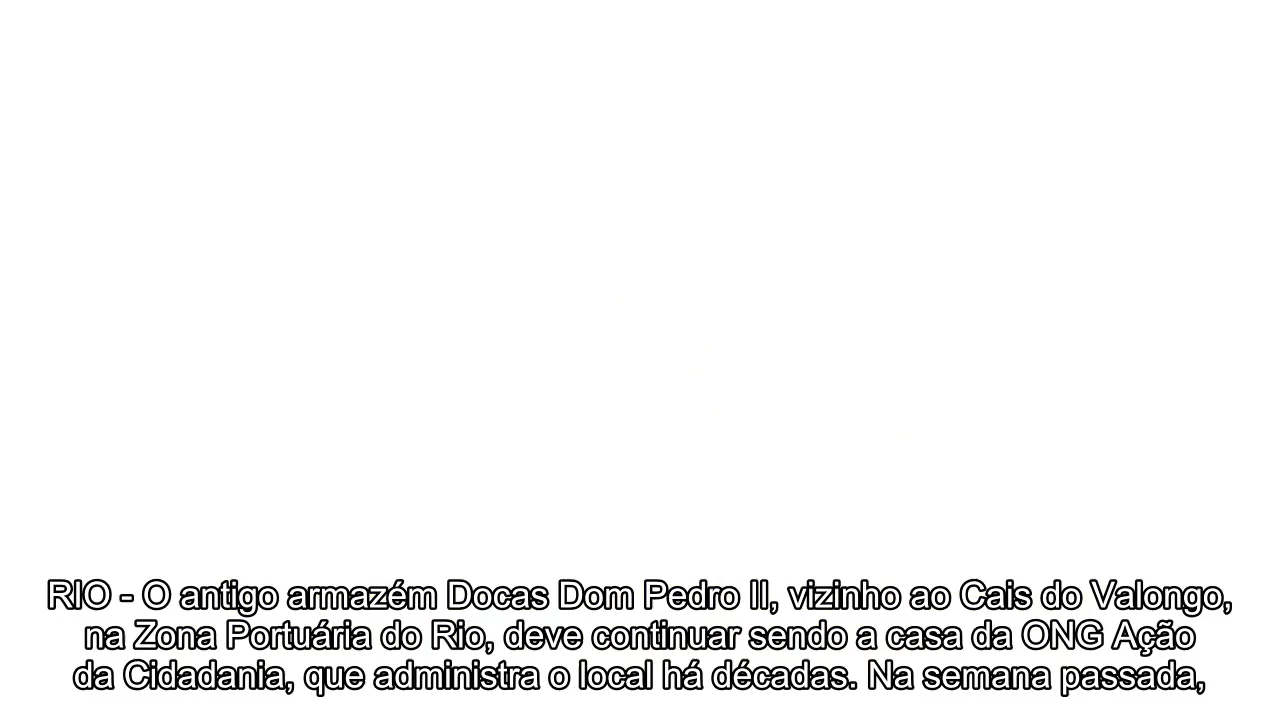 RIO - O antigo armazém Docas Dom Pedro II, vizinho ao Cais do Valongo,
na Zona Portuária do Rio, deve continuar sendo a casa da ONG Ação
da Cidadania, que administra o local há décadas. Na semana passada,